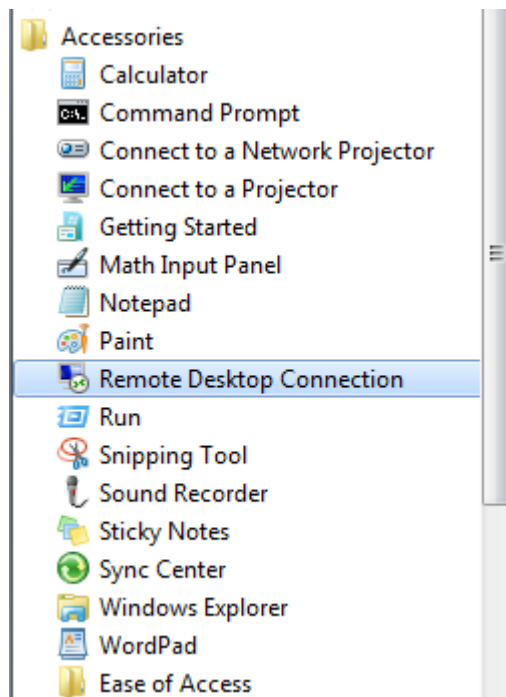 Accessories
Calculator
Command Prompt
Connect to a Network Projector
Connect to a Projector
Getting Started
Math Input Panel
Notepad
Paint
Remote Desktop Connection
Run
Snipping Tool
Sound Recorder
Sticky Notes
Sync Center
Windows Explorer
WordPad
Ease of Access